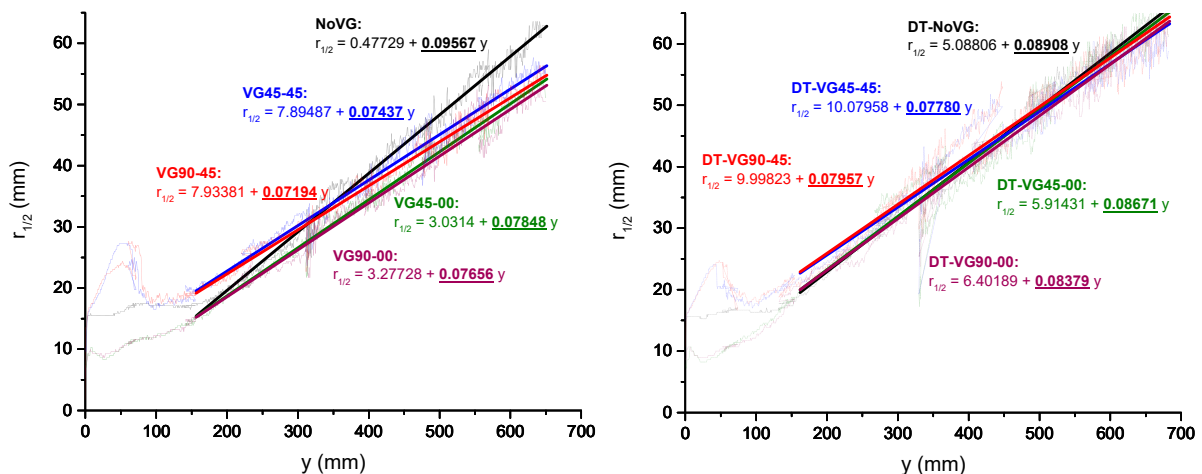 NoVG:
r1/2 = 0.47729 + 0.09567 y
VG45-45:
r1/2 = 7.89487 + 0.07437 y
VG90-45:
r1/2 = 7.93381 + 0.07194 y
VG45-00:
r1/2 = 3.0314 + 0.07848 y
VG90-00:
r1/2 = 3.27728 + 0.07656 y
r1/2 (mm)
60
50
40
30
20
10
0
0 100 200 300 400 500 600 700
y (mm)
DT-NoVG:
r1/2 = 5.08806 + 0.08908 y
DT-VG45-45:
r1/2 = 10.07958 + 0.07780 y
DT-VG90-45:
r1/2 = 9.99823 + 0.07957 y
DT-VG45-00:
r1/2 = 5.91431 + 0.08671 y
DT-VG90-00:
r1/2 = 6.40189 + 0.08379 y
r1/2 (mm)
60
50
40
30
20
10
0
0 100 200 300 400 500 600 700
y (mm)